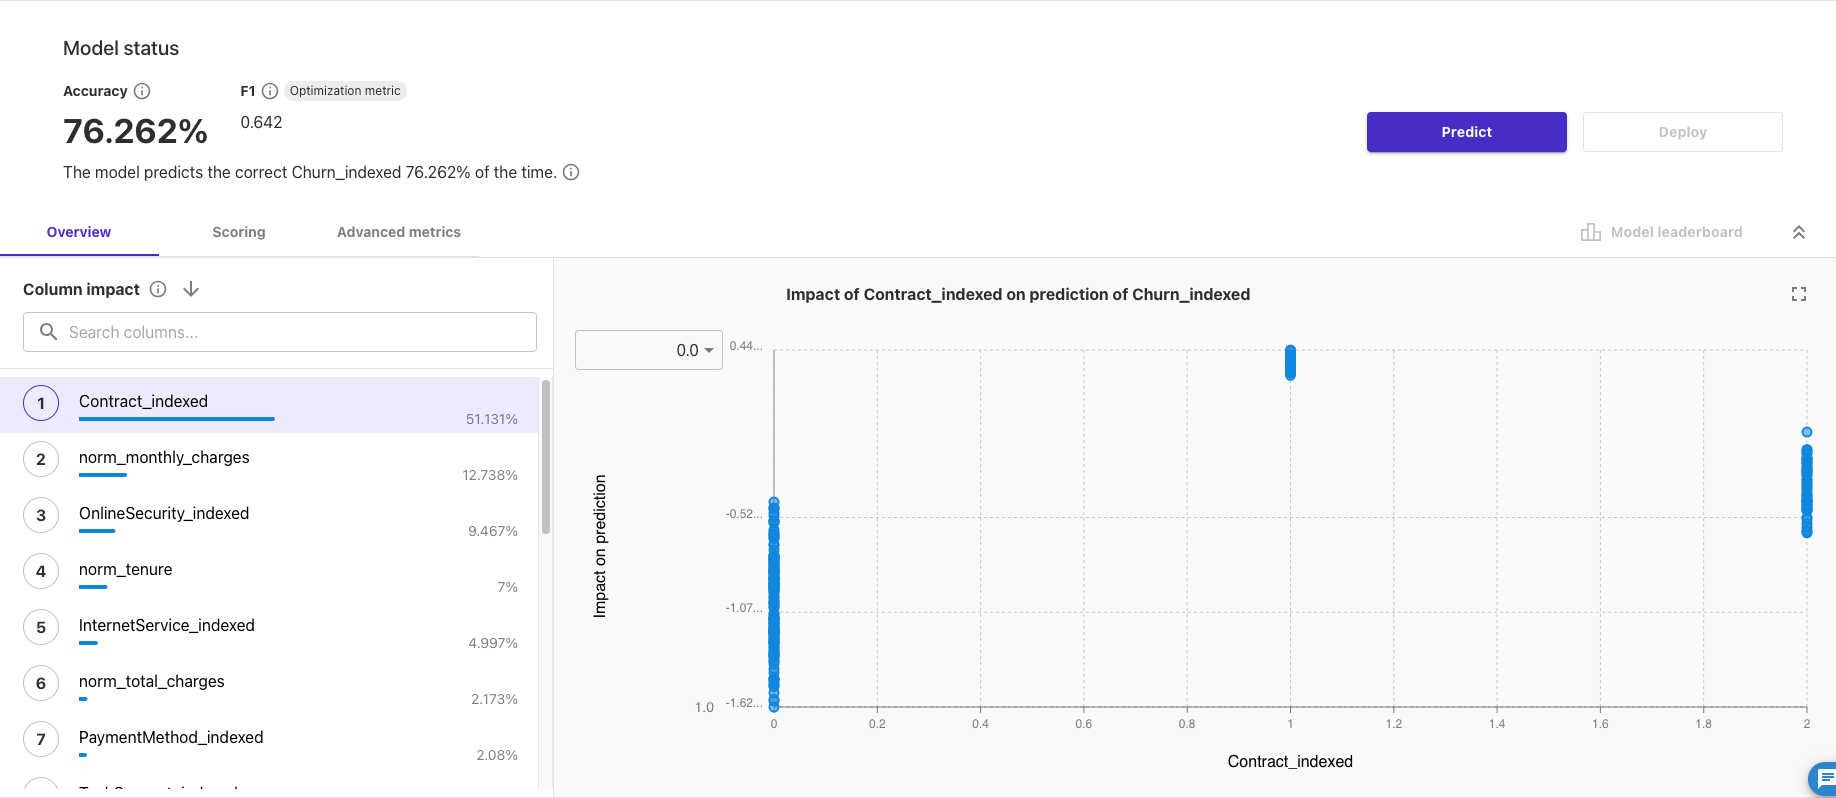 Model status
Accuracy
F1 Optimization metric
76.262%
0.642
The model predicts the correct Churn_indexed 76.262% of the time.
Predict
Deploy
Overview
Scoring
Advanced metrics
Model leaderboard
Column impact
Search columns...
1
Contract_indexed
51.131%
2
norm_monthly_charges
12.738%
3
OnlineSecurity_indexed
9.467%
4
norm_tenure
7%
5
InternetService_indexed
4.997%
6
norm_total_charges
2.173%
7
PaymentMethod_indexed
2.08%
Impact of Contract_indexed on prediction of Churn_indexed
0.0
0.44...
-0.52...
-1.07...
-1.62...
1.0
Impact on prediction
0 0.2 0.4 0.6 0.8 1 1.2 1.4 1.6 1.8 2
Contract_indexed